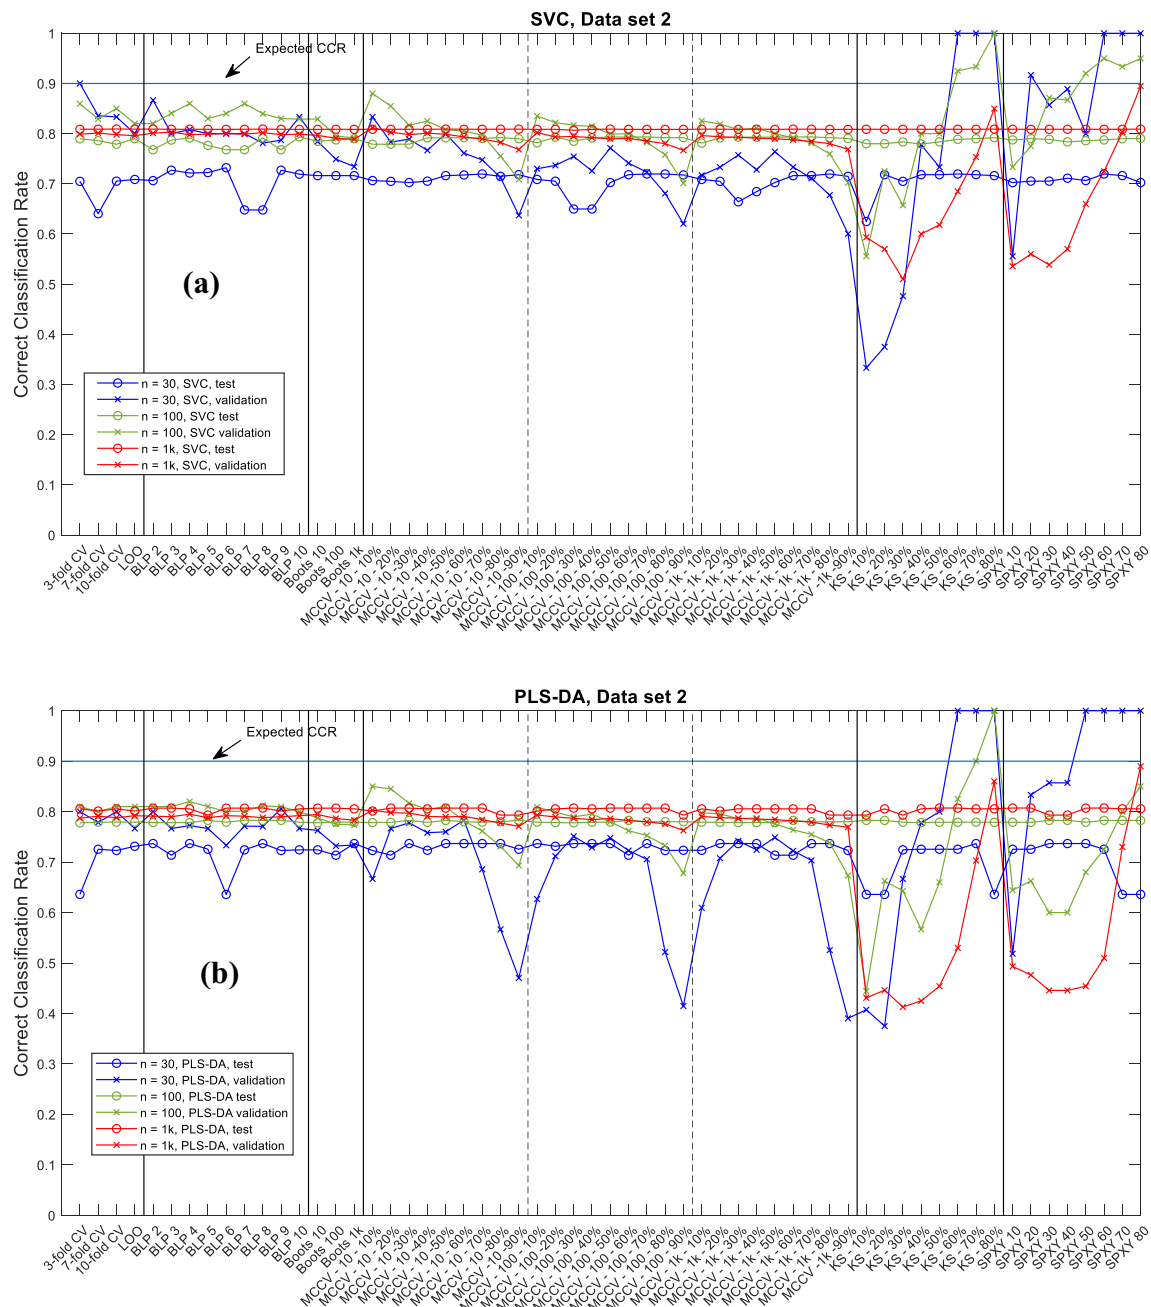 SVC, Data set 2
Expected CCR
Correct Classification Rate
1
0.9
0.8
0.7
0.6
0.5
0.4
0.3
0.2
0.1
0
(a)
n = 30, SVC, test
n = 30, SVC, validation
n = 100, SVC test
n = 100, SVC validation
n = 1k, SVC, test
n = 1k, SVC, validation
3-fold CV
7-fold CV
10-fold CV
LOO
BLP 2
BLP 3
BLP 4
BLP 5
BLP 6
BLP 7
BLP 8
BLP 9
BLP 10
Boots 10
Boots 100
Boots 1k
MCCV - 10 - 10%
MCCV - 10 - 20%
MCCV - 10 -30%
MCCV - 10 -40%
MCCV - 10 -50%
MCCV - 10 - 60%
MCCV - 10 -70%
MCCV - 10 -80%
MCCV - 10 -90%
MCCV - 100 -10%
MCCV - 100 -20%
MCCV - 100 -30%
MCCV - 100 - 40%
MCCV - 100 - 50%
MCCV - 100 - 60%
MCCV - 100 - 70%
MCCV - 100 - 80%
MCCV - 100 - 90%
MCCV - 1k - 10%
MCCV - 1k - 20%
MCCV - 1k - 30%
MCCV - 1k - 40%
MCCV - 1k - 50%
MCCV - 1k - 60%
MCCV - 1k - 70%
MCCV - 1k - 80%
MCCV -1k - 90%
KS - 10%
KS - 20%
KS - 30%
KS - 40%
KS - 50%
KS - 60%
KS - 70%
KS - 80%
SPXY 10
SPXY 20
SPXY 30
SPXY 40
SPXY 50
SPXY 60
SPXY 70
SPXY 80
PLS-DA, Data set 2
Expected CCR
Correct Classification Rate
1
0.9
0.8
0.7
0.6
0.5
0.4
0.3
0.2
0.1
0
(b)
n = 30, PLS-DA, test
n = 30, PLS-DA, validation
n = 100, PLS-DA test
n = 100, PLS-DA validation
n = 1k, PLS-DA, test
n = 1k, PLS-DA, validation
3-fold CV
7-fold CV
10-fold CV
LOO
BLP 2
BLP 3
BLP 4
BLP 5
BLP 6
BLP 7
BLP 8
BLP 9
BLP 10
Boots 10
Boots 100
Boots 1k
MCCV - 10 - 10%
MCCV - 10 - 20%
MCCV - 10 -30%
MCCV - 10 -40%
MCCV - 10 -50%
MCCV - 10 - 60%
MCCV - 10 -70%
MCCV - 10 -80%
MCCV - 10 -90%
MCCV - 100 -10%
MCCV - 100 -20%
MCCV - 100 -30%
MCCV - 100 - 40%
MCCV - 100 - 50%
MCCV - 100 - 60%
MCCV - 100 - 70%
MCCV - 100 - 80%
MCCV - 100 - 90%
MCCV - 1k - 10%
MCCV - 1k - 20%
MCCV - 1k - 30%
MCCV - 1k - 40%
MCCV - 1k - 50%
MCCV - 1k - 60%
MCCV - 1k - 70%
MCCV - 1k - 80%
MCCV -1k - 90%
KS - 10%
KS - 20%
KS - 30%
KS - 40%
KS - 50%
KS - 60%
KS - 70%
KS - 80%
SPXY 10
SPXY 20
SPXY 30
SPXY 40
SPXY 50
SPXY 60
SPXY 70
SPXY 80